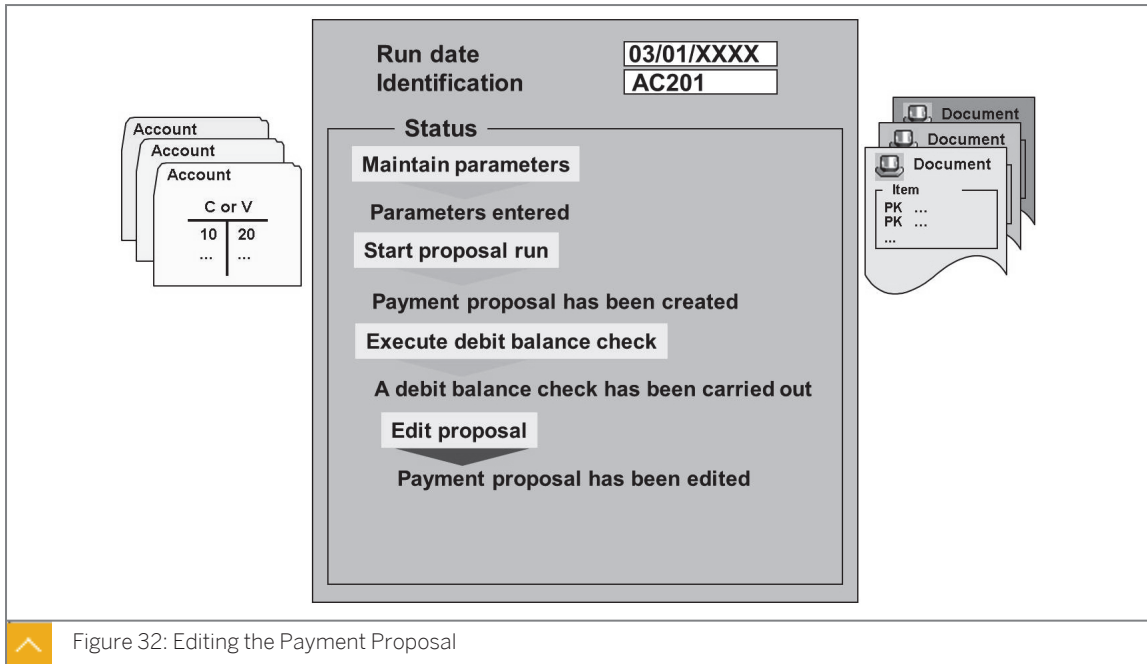 Run date 03/01/XXXX
Identification AC201
Account
Account
Account
C or V
10 20
... ...
Status
Maintain parameters
Parameters entered
Start proposal run
Payment proposal has been created
Execute debit balance check
A debit balance check has been carried out
Edit proposal
Payment proposal has been edited
Document
Document
Document
Item
PK ...
PK ...
...
Figure 32: Editing the Payment Proposal